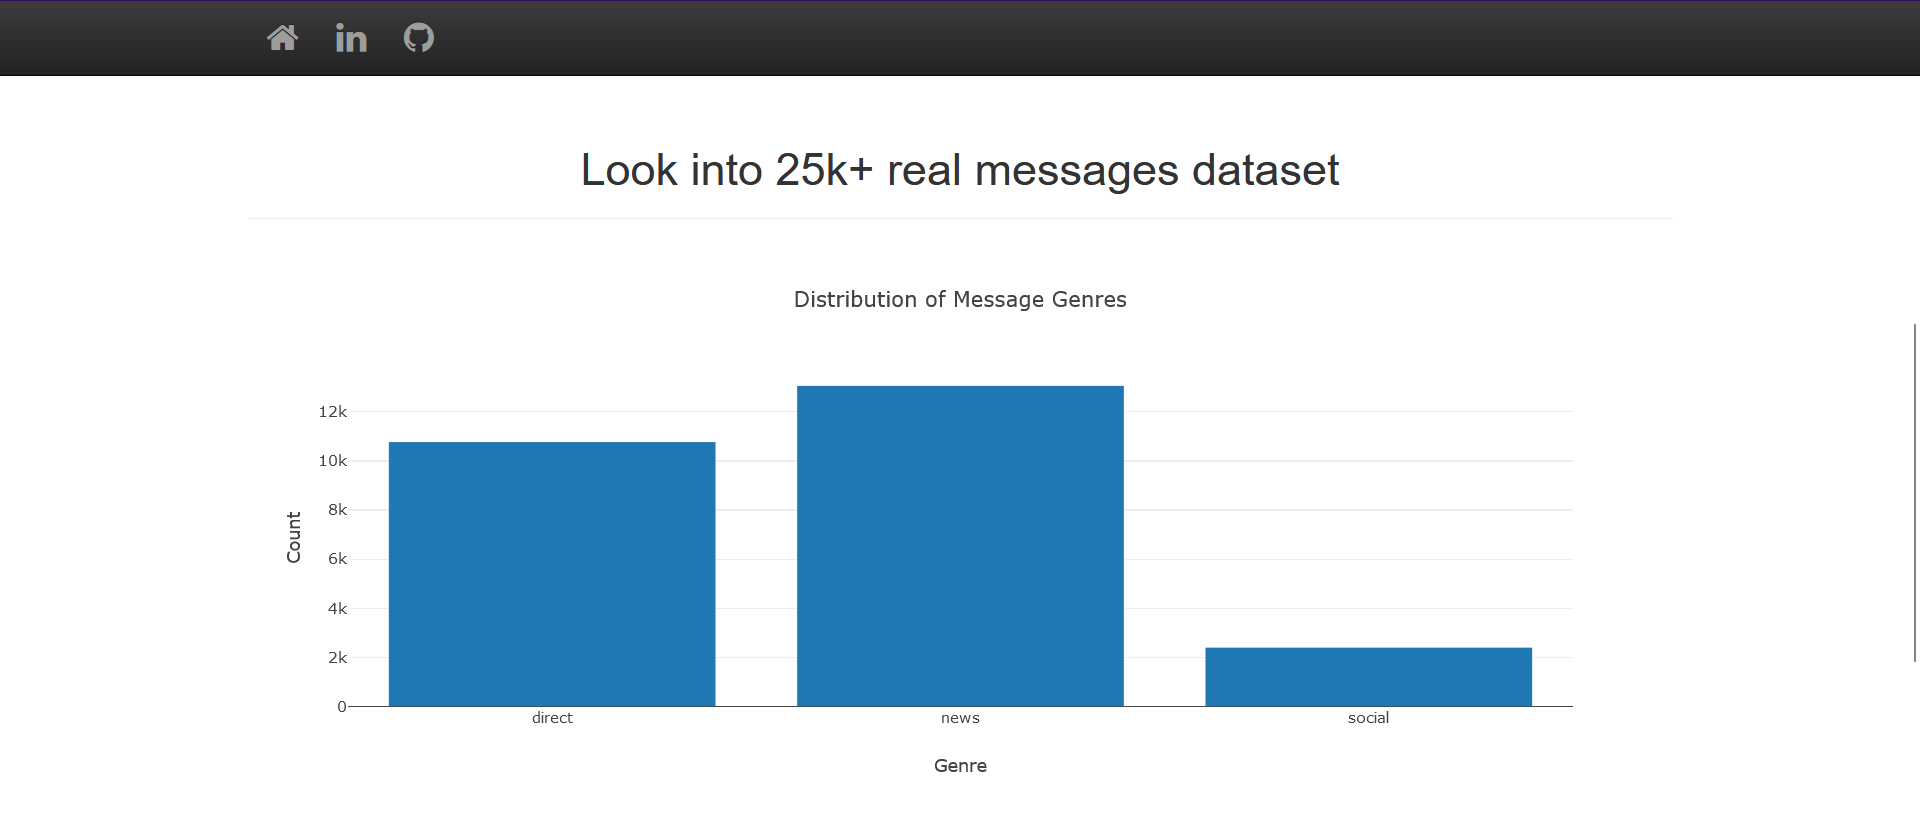 Look into 25k+ real messages dataset
Distribution of Message Genres
12k
10k
8k
6k
4k
2k
0
Count
direct news social
Genre